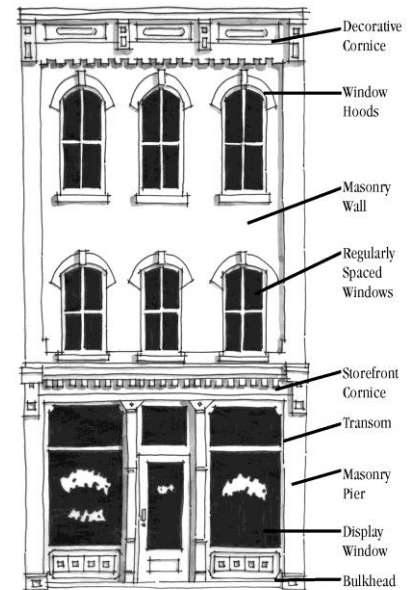 Decorative
Cornice
Window
Hoods
Masonry
Wall
Regularly
Spaced
Windows
Storefront
Cornice
Transom
Masonry
Pier
Display
Window
Bulkhead